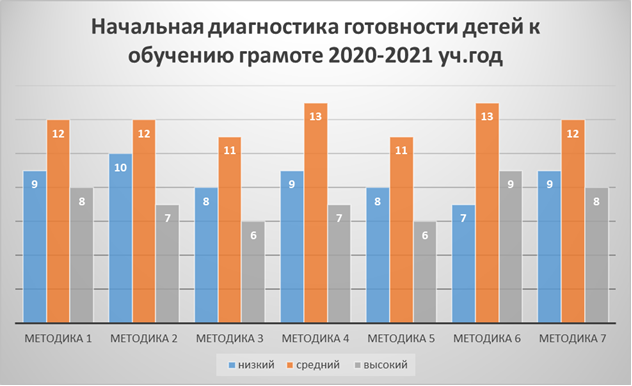 Начальная диагностика готовности детей к
обучению грамоте 2020-2021 уч.год
9 12 8 10 12 7 8 11 6 9 13 7 8 11 6 7 13 9 9 12 8
МЕТОДИКА 1 МЕТОДИКА 2 МЕТОДИКА 3 МЕТОДИКА 4 МЕТОДИКА 5 МЕТОДИКА 6 МЕТОДИКА 7
низкий средний высокий